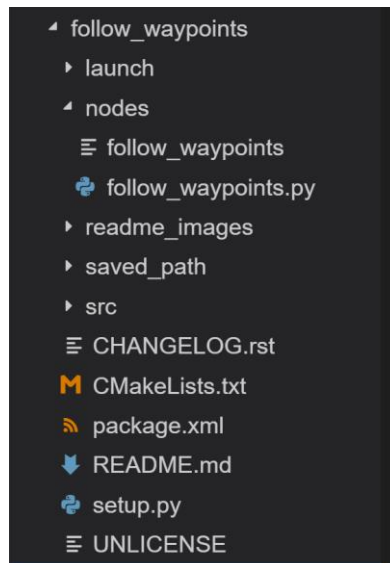 follow_waypoints
launch
nodes
follow_waypoints
follow_waypoints.py
readme_images
saved_path
src
CHANGELOG.rst
CMakeLists.txt
package.xml
README.md
setup.py
UNLICENSE